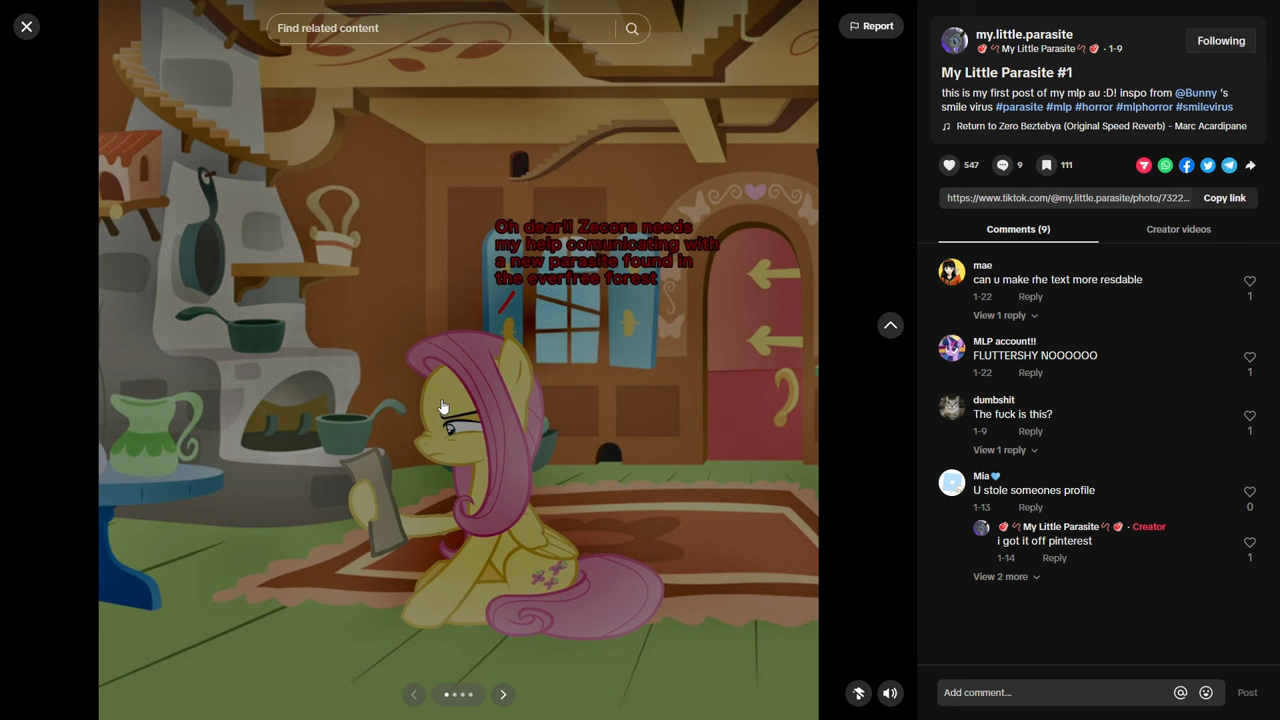 Find related content
Report
Oh dear!! Zecora needs
my help comunicating with
a new parasite found in
the everfree forest
my.little.parasite
My Little Parasite · 1-9
Following
My Little Parasite #1
this is my first post of my mlp au :D! inspo from @Bunny 's
smile virus #parasite #mlp #horror #mlphorror #smilevirus
Return to Zero Beztebya (Original Speed Reverb) - Marc Acardipane
547
9
111
https://www.tiktok.com/@my.little.parasite/photo/7322...
Copy link
Comments (9)
Creator videos
mae
can u make rhe text more resdable
1-22 Reply
1
View 1 reply
MLP account!!
FLUTTERSHY NOOOOOO
1-22 Reply
1
dumbshit
The fuck is this?
1-9 Reply
1
View 1 reply
Mia
U stole someones profile
1-13 Reply
0
My Little Parasite · Creator
i got it off pinterest
1-14 Reply
1
View 2 more
Add comment...
Post